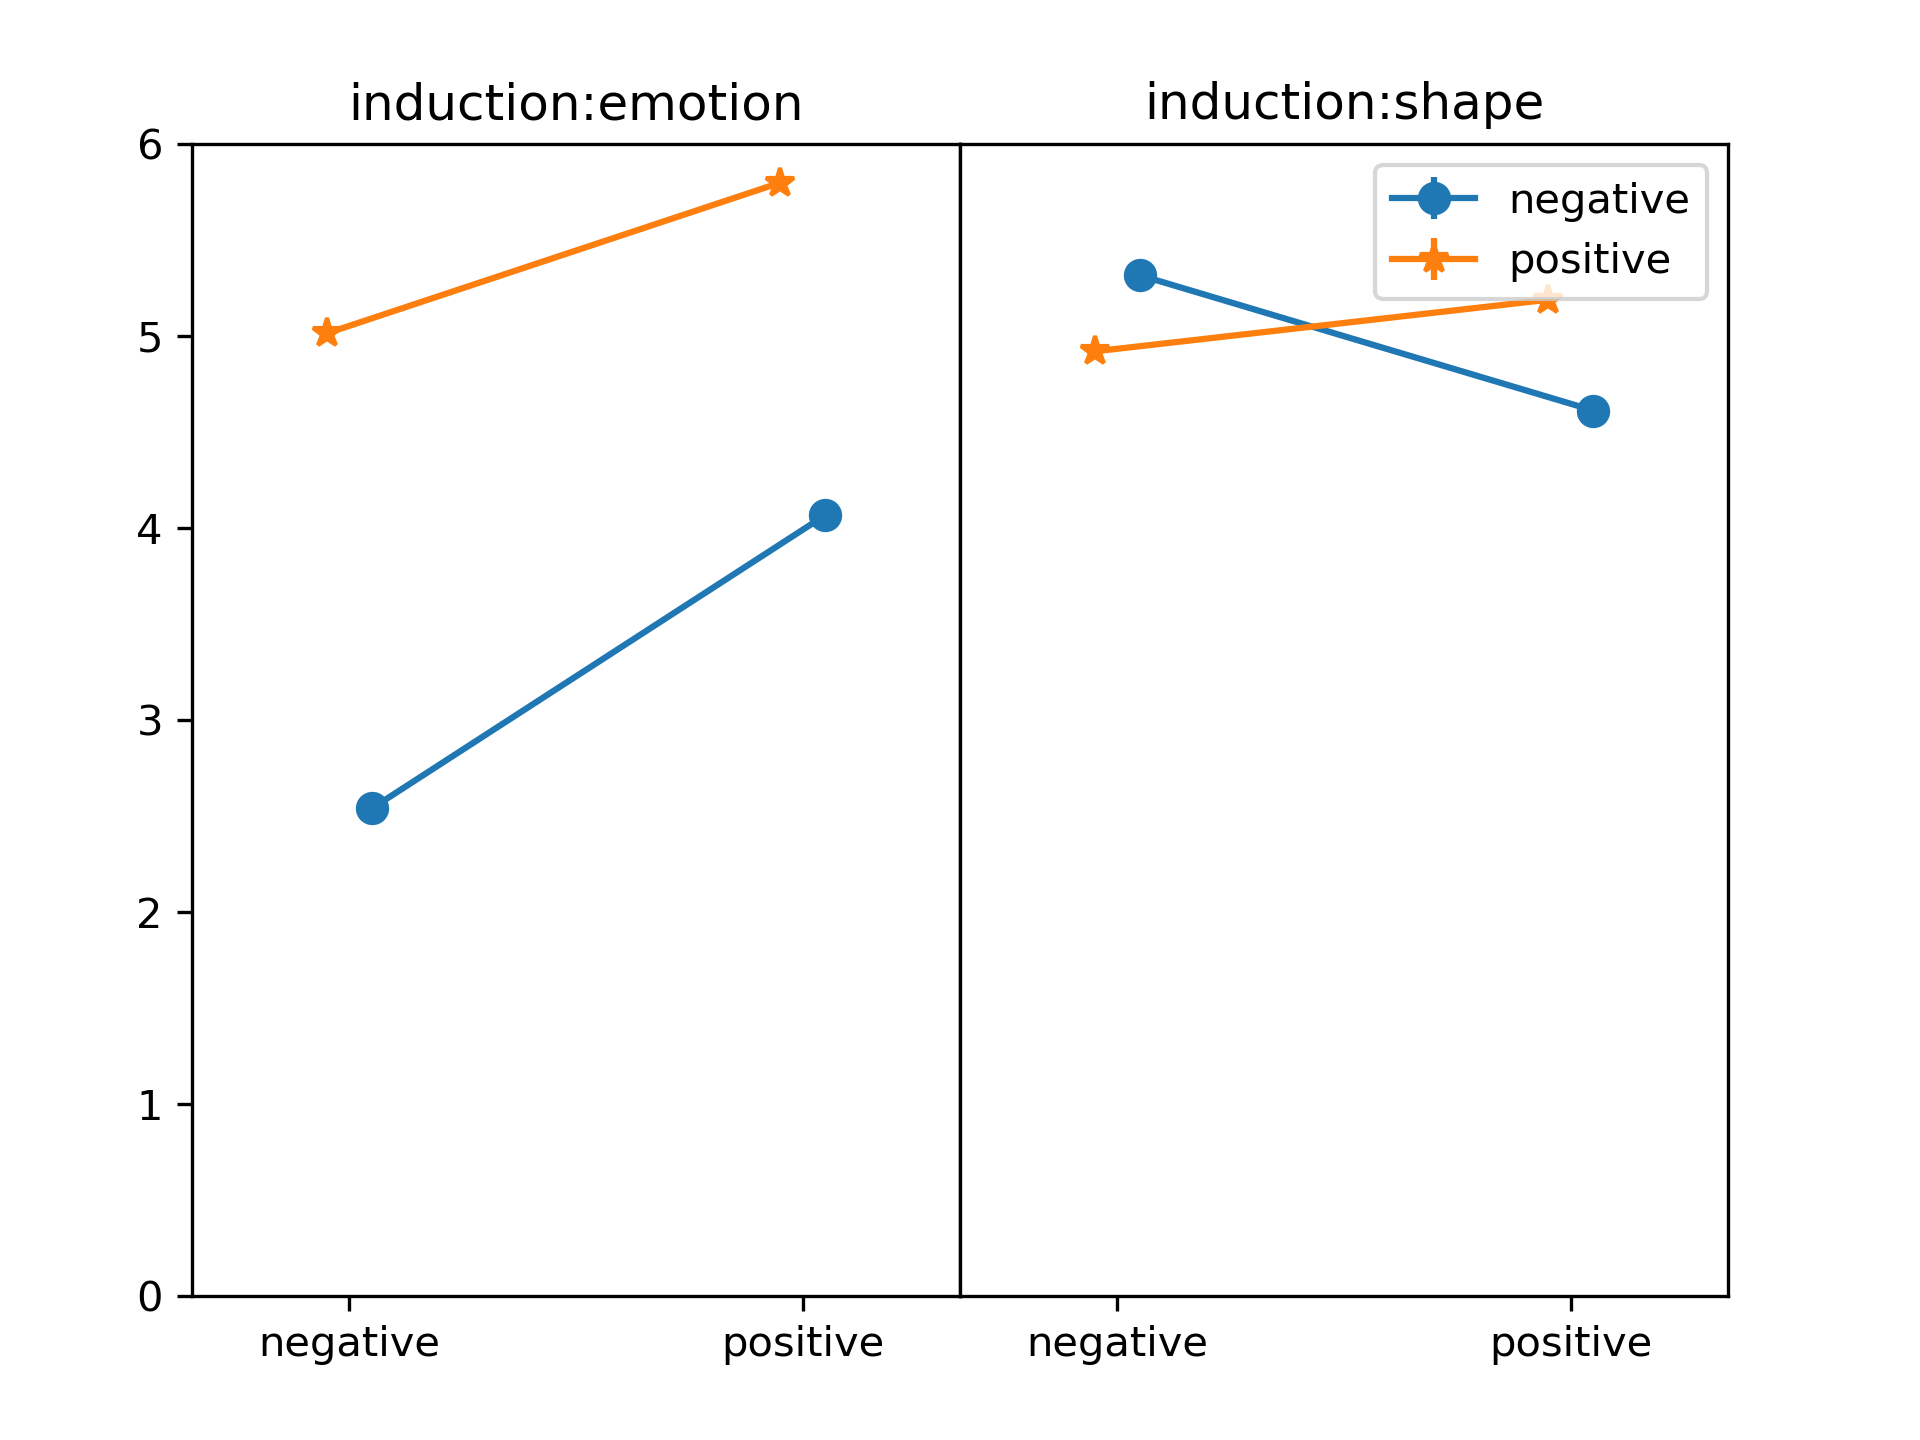 induction:emotion
induction:shape
6
5
4
3
2
1
0
negative
positive
negative
positive
negative
positive